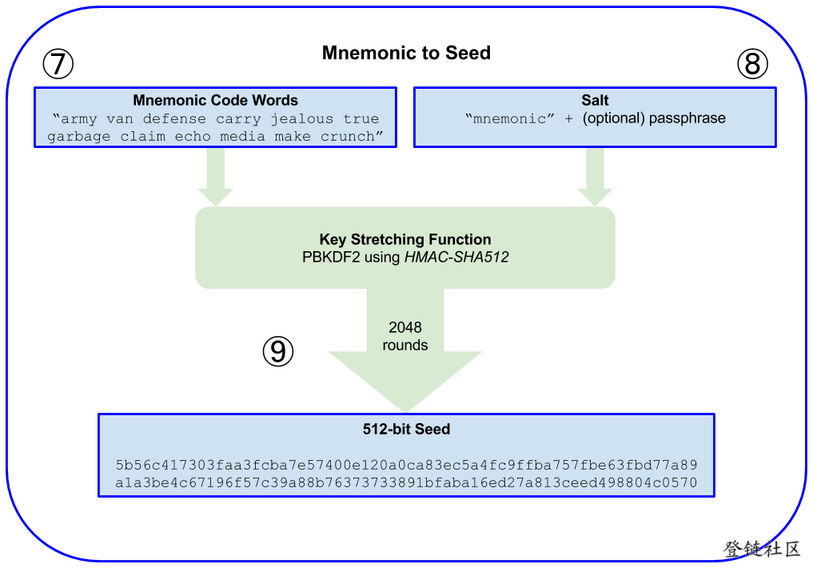 Mnemonic to Seed
⑦
⑧
Mnemonic Code Words
“army van defense carry jealous true
garbage claim echo media make crunch”
Salt
“mnemonic” + (optional) passphrase
Key Stretching Function
PBKDF2 using HMAC-SHA512
2048
rounds
⑨
512-bit Seed
5b56c417303faa3fcba7e57400e120a0ca83ec5a4fc9ffba757fbe63fbd77a89
a1a3be4c67196f57c39a88b76373733891bfaba16ed27a813ceed498804c0570
登链社区